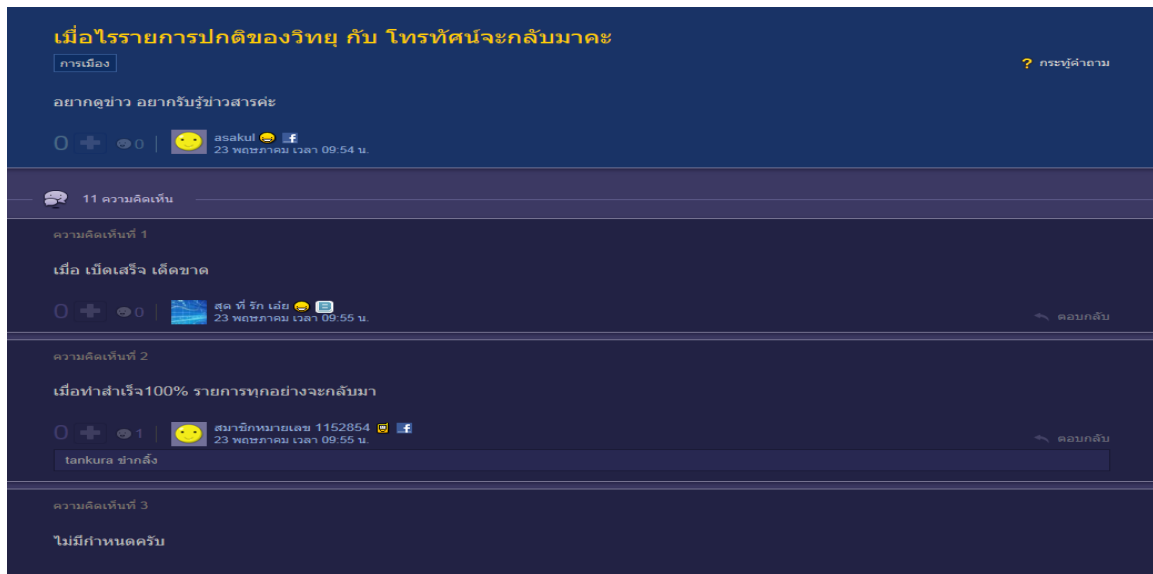 เมื่อไรรายการปกติของวิทยุ กับ โทรทัศน์จะกลับมาคะ
การเมือง
? กระทู้คำถาม
อยากดูข่าว อยากรับรู้ข่าวสารค่ะ
0 0
asakul
23 พฤษภาคม เวลา 09:54 น.
11 ความคิดเห็น
ความคิดเห็นที่ 1
เมื่อ เบ็ดเสร็จ เด็ดขาด
0 0
สุด ที่ รัก เอ๋ย
23 พฤษภาคม เวลา 09:55 น.
ตอบกลับ
ความคิดเห็นที่ 2
เมื่อทำสำเร็จ100% รายการทุกอย่างจะกลับมา
0 1
สมาชิกหมายเลข 1152854
23 พฤษภาคม เวลา 09:55 น.
ตอบกลับ
tankura ขำกลิ้ง
ความคิดเห็นที่ 3
ไม่มีกำหนดครับ